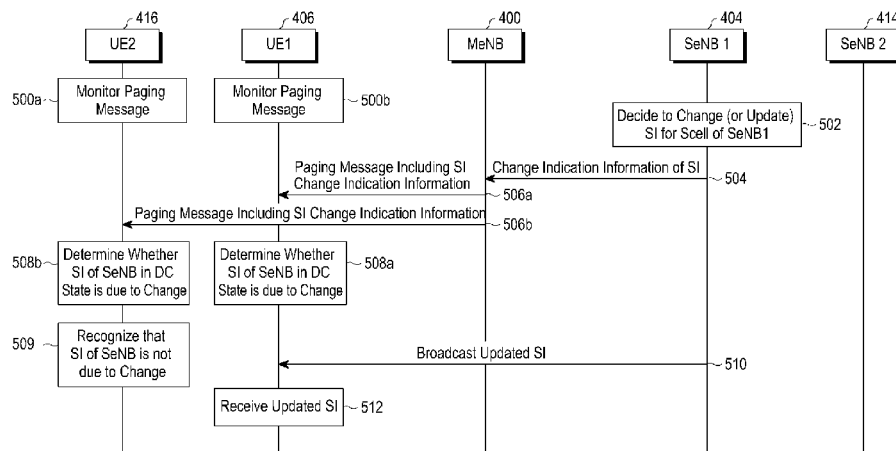 416
406
400
404
414
UE2
UE1
MeNB
SeNB 1
SeNB 2
500a
Monitor Paging
Message
Monitor Paging
Message
500b
Decide to Change (or Update)
SI for Scell of SeNB1
502
Change Indication Information of SI
504
Paging Message Including SI
Change Indication Information
506a
Paging Message Including SI Change Indication Information
506b
508b
Determine Whether
SI of SeNB in DC
State is due to Change
Determine Whether
SI of SeNB in DC
State is due to Change
508a
509
Recognize that
SI of SeNB is not
due to Change
Broadcast Updated SI
510
Receive Updated SI
512